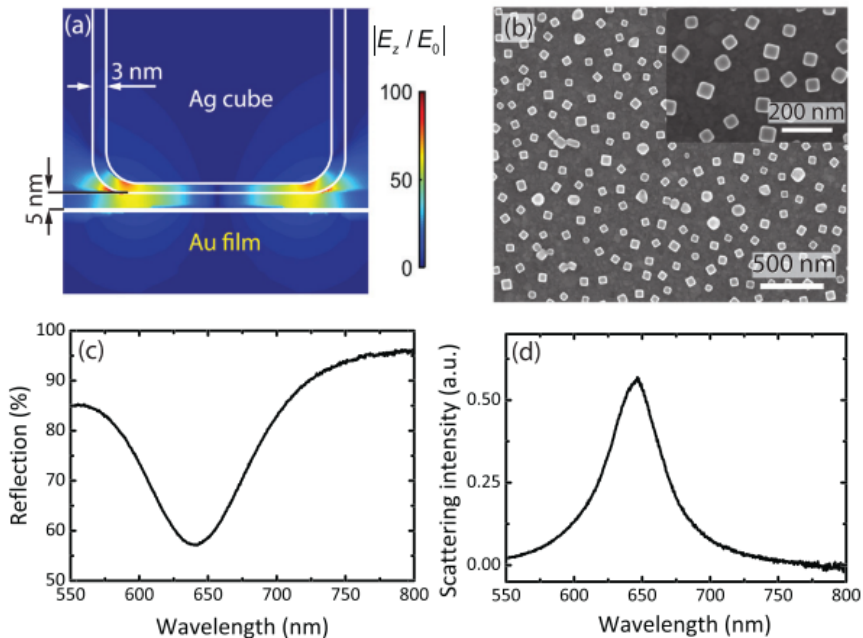 (a)
|E_z / E_0|
3 nm
Ag cube
100
50
0
5 nm
Au film
(b)
200 nm
500 nm
(c)
Reflection (%)
100
90
80
70
60
50
550 600 650 700 750 800
Wavelength (nm)
(d)
Scattering intensity (a.u.)
0.50
0.25
0.00
550 600 650 700 750 800
Wavelength (nm)